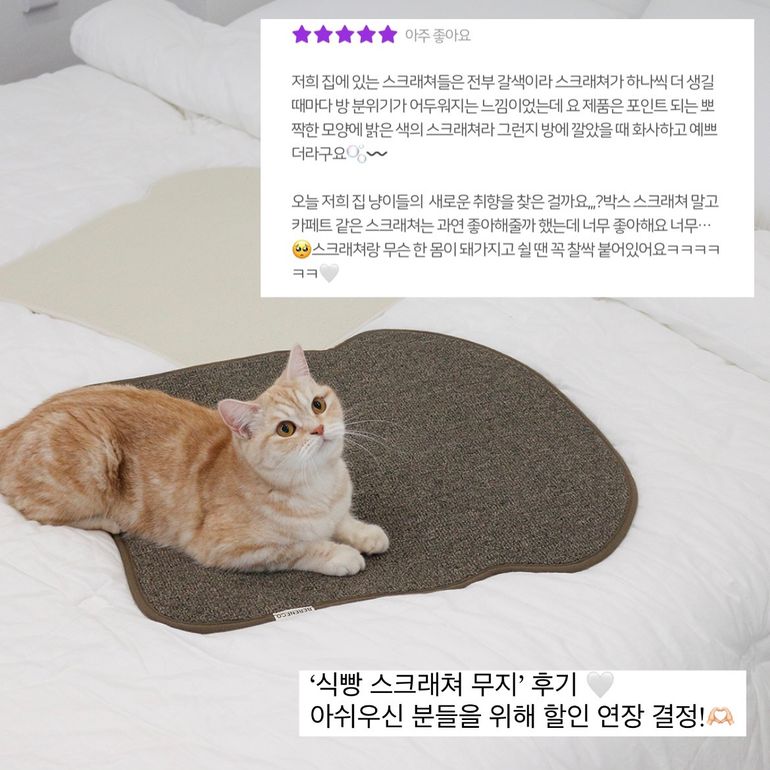 ★★★★★ 아주 좋아요
저희 집에 있는 스크래쳐들은 전부 갈색이라 스크래쳐가 하나씩 더 생길
때마다 방 분위기가 어두워지는 느낌이었는데 요 제품은 포인트 되는 뽀
짝한 모양에 밝은 색의 스크래쳐라 그런지 방에 깔았을 때 화사하고 예쁘
더라구요🫧〰️
오늘 저희 집 냥이들의 새로운 취향을 찾은 걸까요,,,?박스 스크래쳐 말고
카페트 같은 스크래쳐는 과연 좋아해줄까 했는데 너무 좋아해요 너무…
🥺스크래쳐랑 무슨 한 몸이 돼가지고 쉴 땐 꼭 찰싹 붙어있어요ㅋㅋㅋㅋ
ㅋㅋ🤍
RERENECO.
‘식빵 스크래쳐 무지’ 후기 🤍
아쉬우신 분들을 위해 할인 연장 결정!🫶🏻